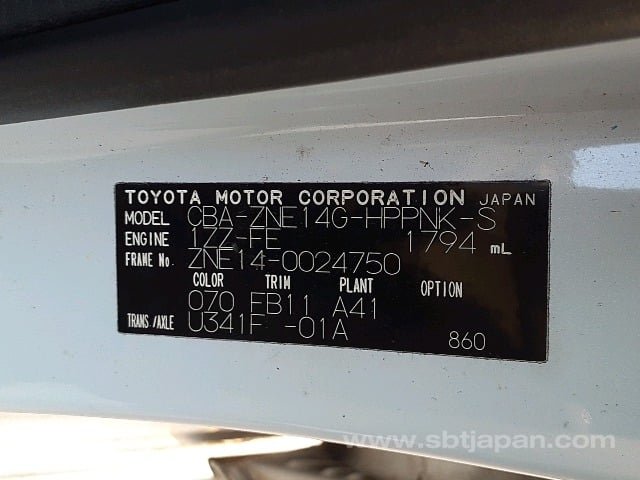 TOYOTA MOTOR CORPORATION JAPAN
MODEL CBA-ZNE14G-HPPNK-S
ENGINE 1ZZ-FE 1794 mL
FRAME No. ZNE14-0024750
COLOR TRIM PLANT OPTION
070 FB11 A41
TRANS/AXLE U341F -01A
860
www.sbtjapan.com